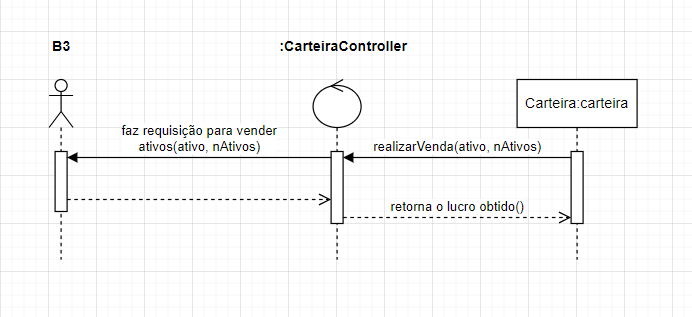 B3
:CarteiraController
Carteira:carteira
faz requisição para vender
ativos(ativo, nAtivos)
realizarVenda(ativo, nAtivos)
retorna o lucro obtido()